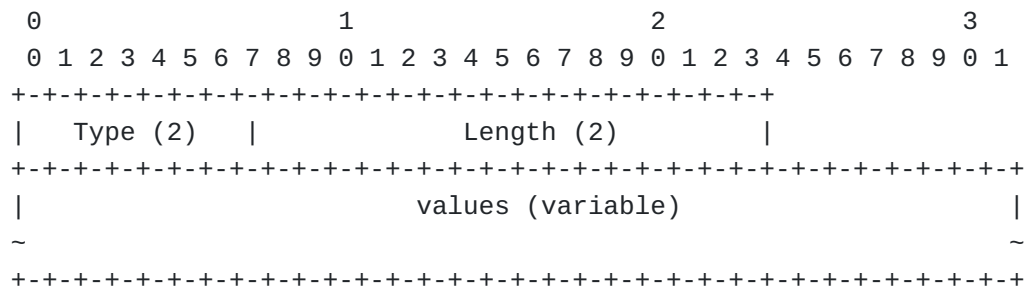 0                   1                   2                   3
 0 1 2 3 4 5 6 7 8 9 0 1 2 3 4 5 6 7 8 9 0 1 2 3 4 5 6 7 8 9 0 1
+-+-+-+-+-+-+-+-+-+-+-+-+-+-+-+-+-+-+-+-+-+-+-+-+
|   Type (2)   |             Length (2)         |
+-+-+-+-+-+-+-+-+-+-+-+-+-+-+-+-+-+-+-+-+-+-+-+-+-+-+-+-+-+-+-+-+
|                         values (variable)                     |
~                                                               ~
+-+-+-+-+-+-+-+-+-+-+-+-+-+-+-+-+-+-+-+-+-+-+-+-+-+-+-+-+-+-+-+-+